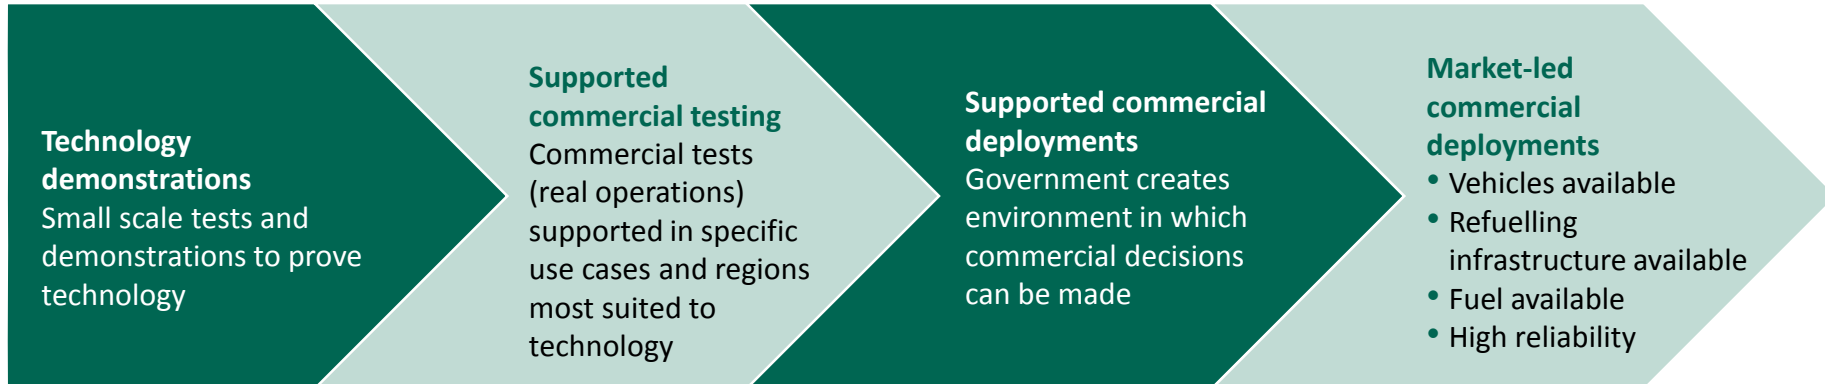 Technology
demonstrations
Small scale tests and
demonstrations to prove
technology
Supported
commercial testing
Commercial tests
(real operations)
supported in specific
use cases and regions
most suited to
technology
Supported commercial
deployments
Government creates
environment in which
commercial decisions
can be made
Market-led
commercial
deployments
• Vehicles available
• Refuelling
infrastructure available
• Fuel available
• High reliability